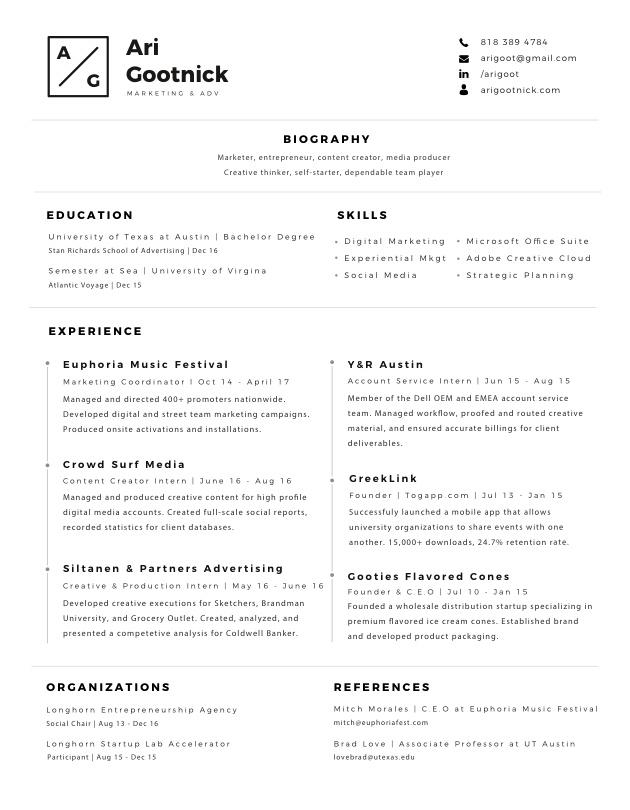 A
G
Ari
Gootnick
MARKETING & ADV
818 389 4784
arigoot@gmail.com
/arigoot
arigootnick.com
BIOGRAPHY
Marketer, entrepreneur, content creator, media producer
Creative thinker, self-starter, dependable team player
EDUCATION
University of Texas at Austin | Bachelor Degree
Stan Richards School of Advertising | Dec 16
Semester at Sea | University of Virgina
Atlantic Voyage | Dec 15
SKILLS
• Digital Marketing
• Experiential Mkgt
• Social Media
• Microsoft Office Suite
• Adobe Creative Cloud
• Strategic Planning
EXPERIENCE
Euphoria Music Festival
Marketing Coordinator I Oct 14 - April 17
Managed and directed 400+ promoters nationwide.
Developed digital and street team marketing campaigns.
Produced onsite activations and installations.
Crowd Surf Media
Content Creator Intern | June 16 - Aug 16
Managed and produced creative content for high profile
digital media accounts. Created full-scale social reports,
recorded statistics for client databases.
Siltanen & Partners Advertising
Creative & Production Intern | May 16 - June 16
Developed creative executions for Sketchers, Brandman
University, and Grocery Outlet. Created, analyzed, and
presented a competetive analysis for Coldwell Banker.
Y&R Austin
Account Service Intern | Jun 15 - Aug 15
Member of the Dell OEM and EMEA account service
team. Managed workflow, proofed and routed creative
material, and ensured accurate billings for client
deliverables.
GreekLink
Founder | Togapp.com | Jul 13 - Jan 15
Successfuly launched a mobile app that allows
university organizations to share events with one
another. 15,000+ downloads, 24.7% retention rate.
Gooties Flavored Cones
Founder & C.E.O | Jul 10 - Jan 15
Founded a wholesale distribution startup specializing in
premium flavored ice cream cones. Established brand
and developed product packaging.
ORGANIZATIONS
Longhorn Entrepreneurship Agency
Social Chair | Aug 13 - Dec 16
Longhorn Startup Lab Accelerator
Participant | Aug 15 - Dec 15
REFERENCES
Mitch Morales | C.E.O at Euphoria Music Festival
mitch@euphoriafest.com
Brad Love | Associate Professor at UT Austin
lovebrad@utexas.edu